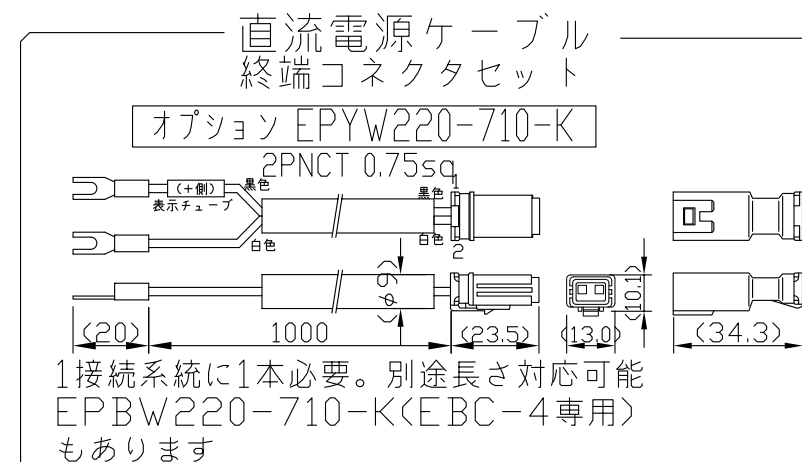 直流電源ケーブル
終端コネクタセット
オプション EPYW220-710-K
2PNCT 0.75sq
(+側)
黒色
表示チューブ
白色
黒色
1
白色
2
(φ9)
(10.1)
(20)
1000
(23.5)
(13.0)
(34.3)
1接続系統に1本必要。別途長さ対応可能
EPBW220-710-K(EBC-4専用)
もあります